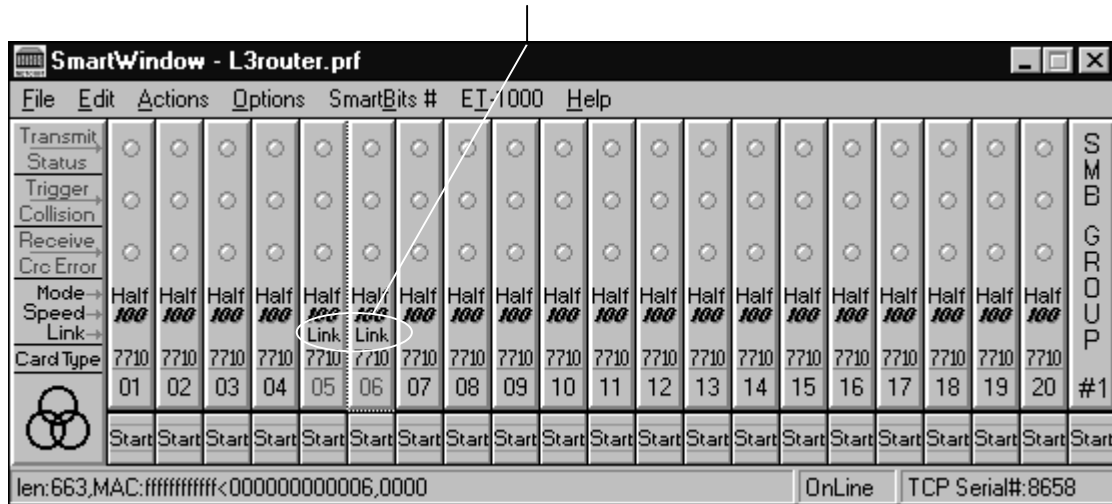 SmartWindow - L3router.prf
File Edit Actions Options SmartBits # ET-1000 Help
Transmit
Status
Trigger
Collision
Receive
Crc Error
Mode Half Half Half Half Half Half Half Half Half Half Half Half Half Half Half Half Half Half Half Half
Speed 100 100 100 100 100 100 100 100 100 100 100 100 100 100 100 100 100 100 100 100
Link Link Link
Card Type 7710 7710 7710 7710 7710 7710 7710 7710 7710 7710 7710 7710 7710 7710 7710 7710 7710 7710 7710 7710
01 02 03 04 05 06 07 08 09 10 11 12 13 14 15 16 17 18 19 20
SMB GROUP #1
Start Start Start Start Start Start Start Start Start Start Start Start Start Start Start Start Start Start Start Start Start
len:663,MAC:ffffffffffff<000000000006,0000 OnLine TCP Serial#:8658